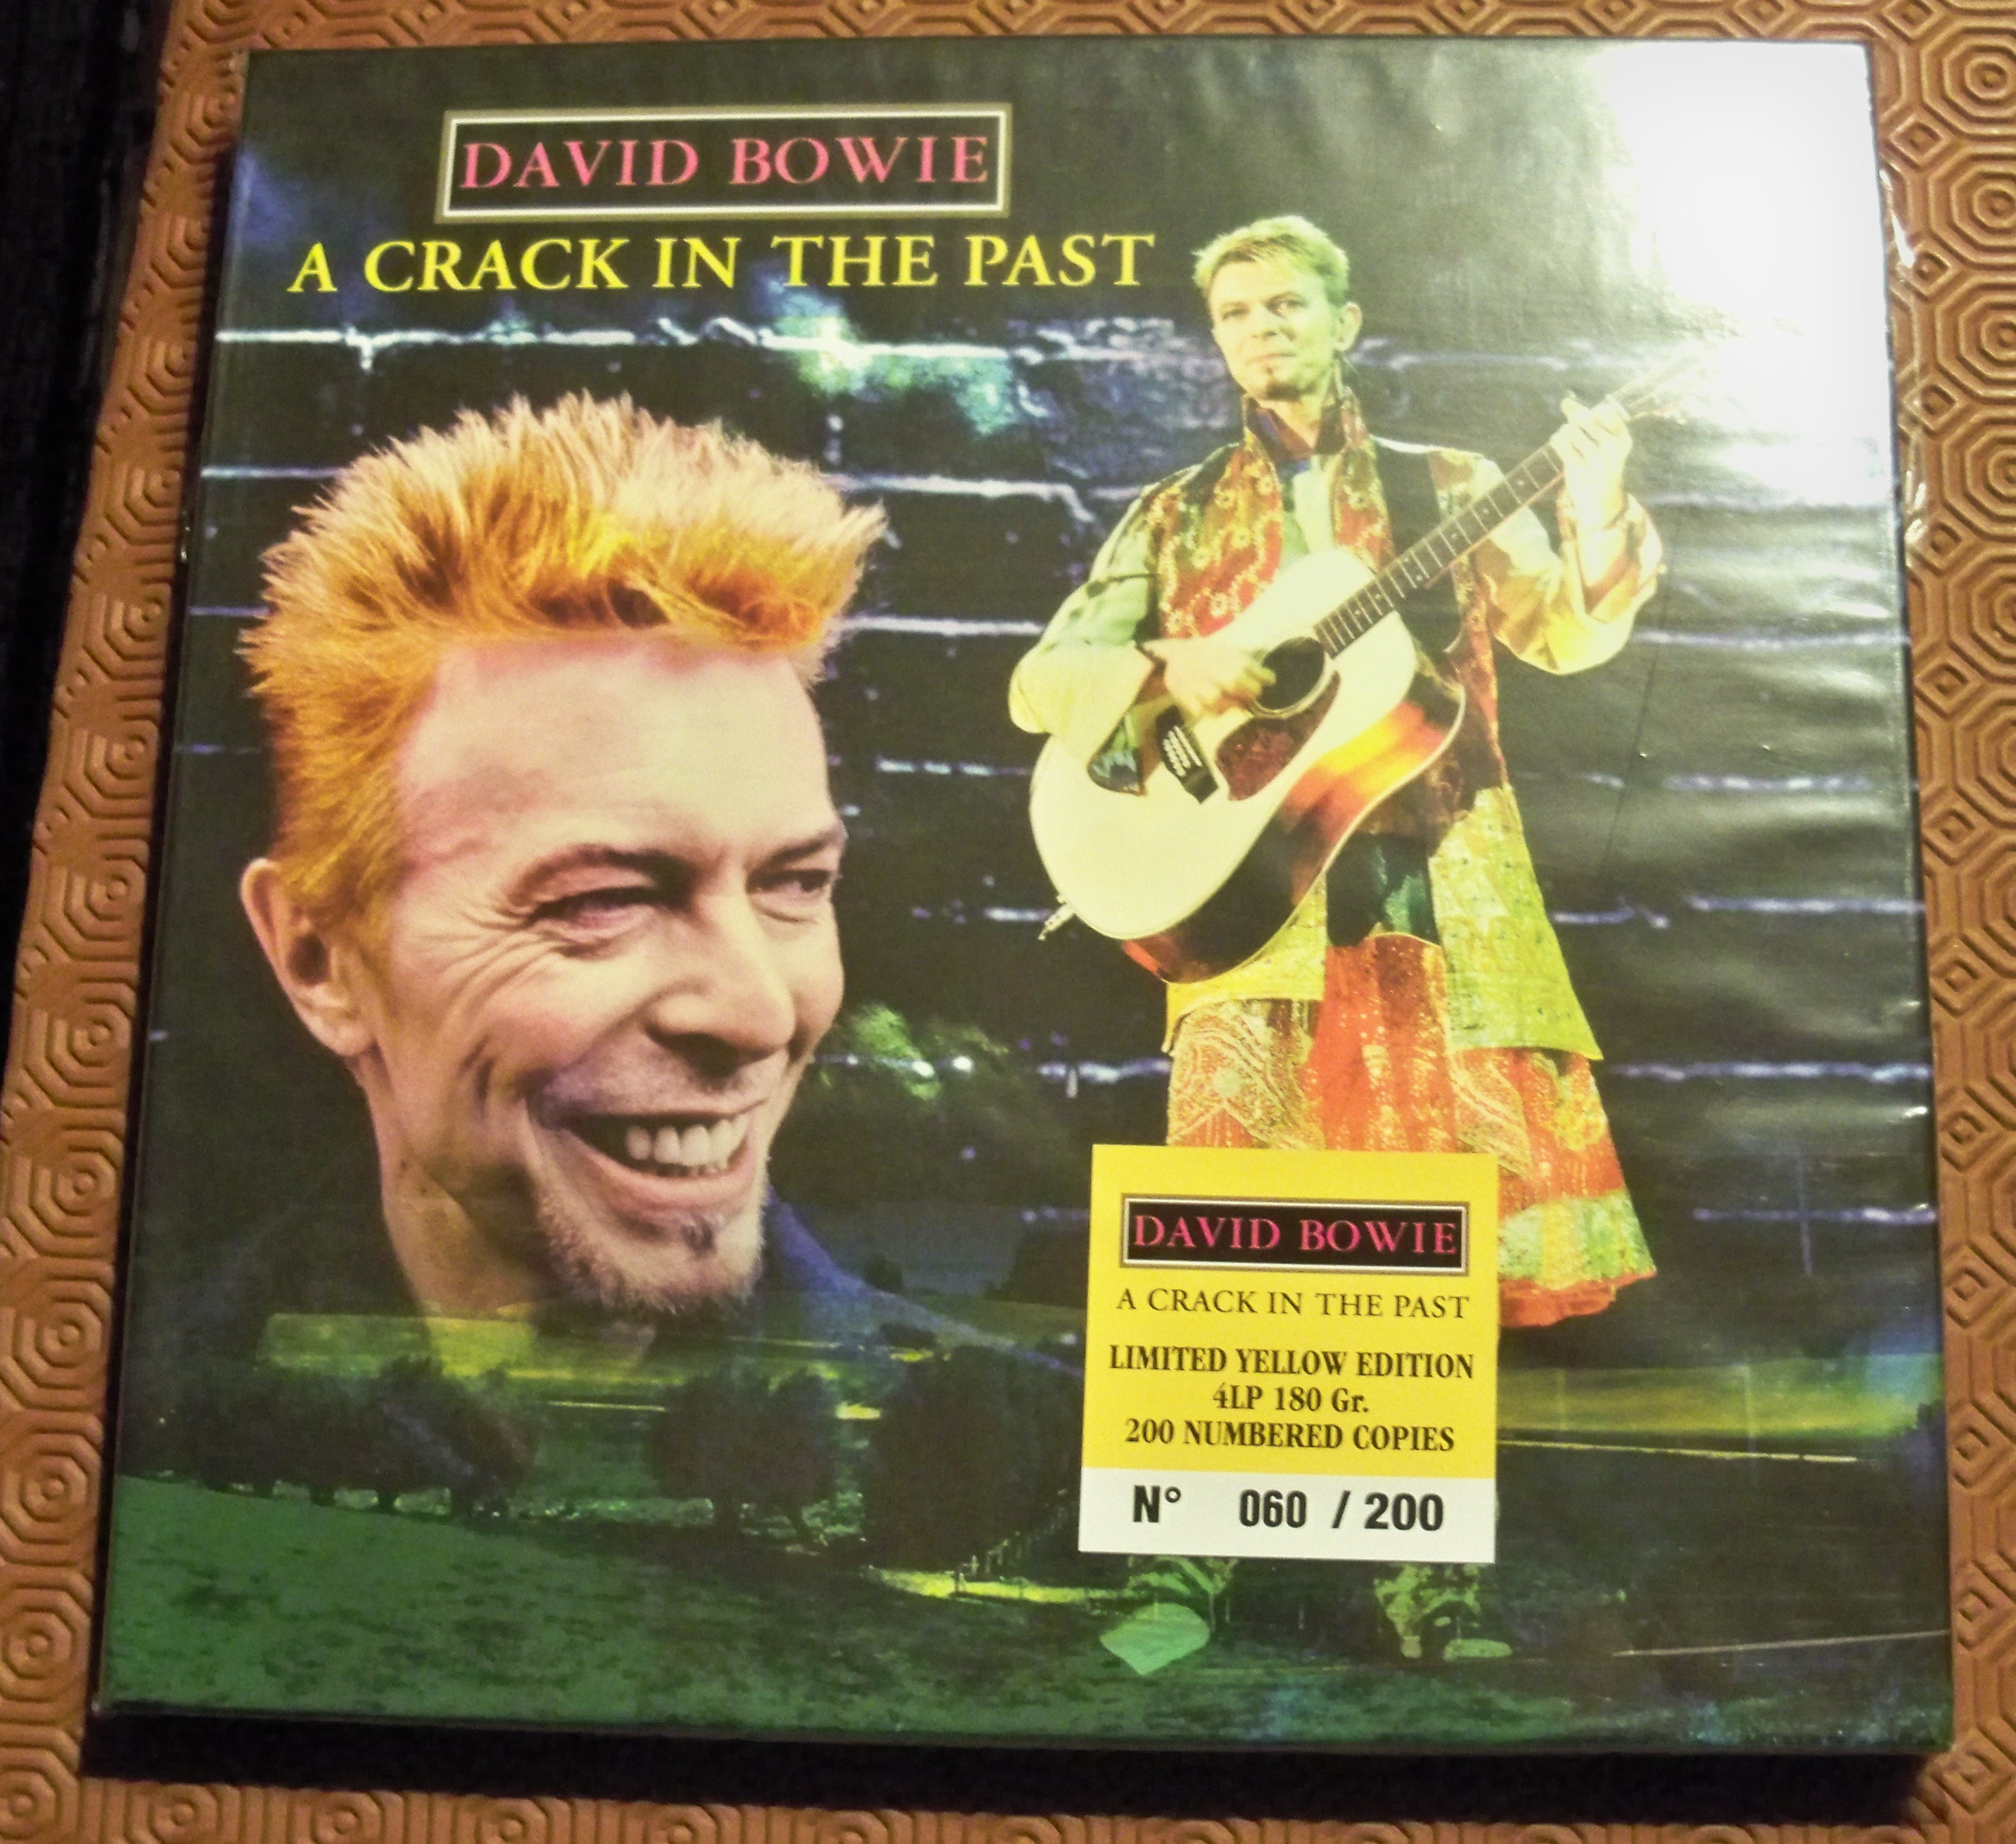 DAVID BOWIE
A CRACK IN THE PAST
DAVID BOWIE
A CRACK IN THE PAST
LIMITED YELLOW EDITION
4LP 180 Gr.
200 NUMBERED COPIES
N° 060 / 200